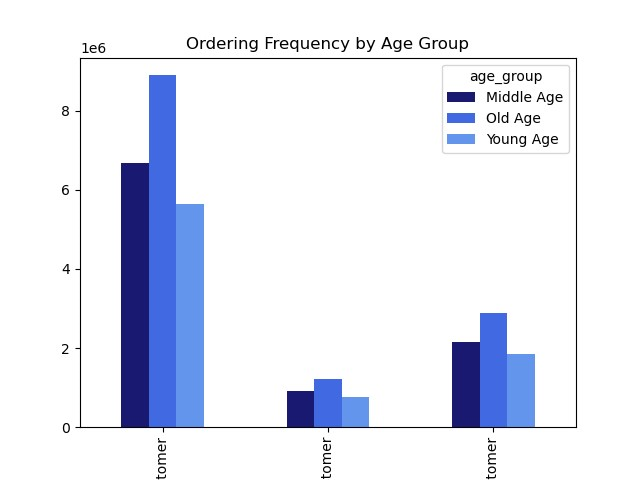 Ordering Frequency by Age Group
1e6
age_group
Middle Age
Old Age
Young Age
8
6
4
2
0
tomer
tomer
tomer